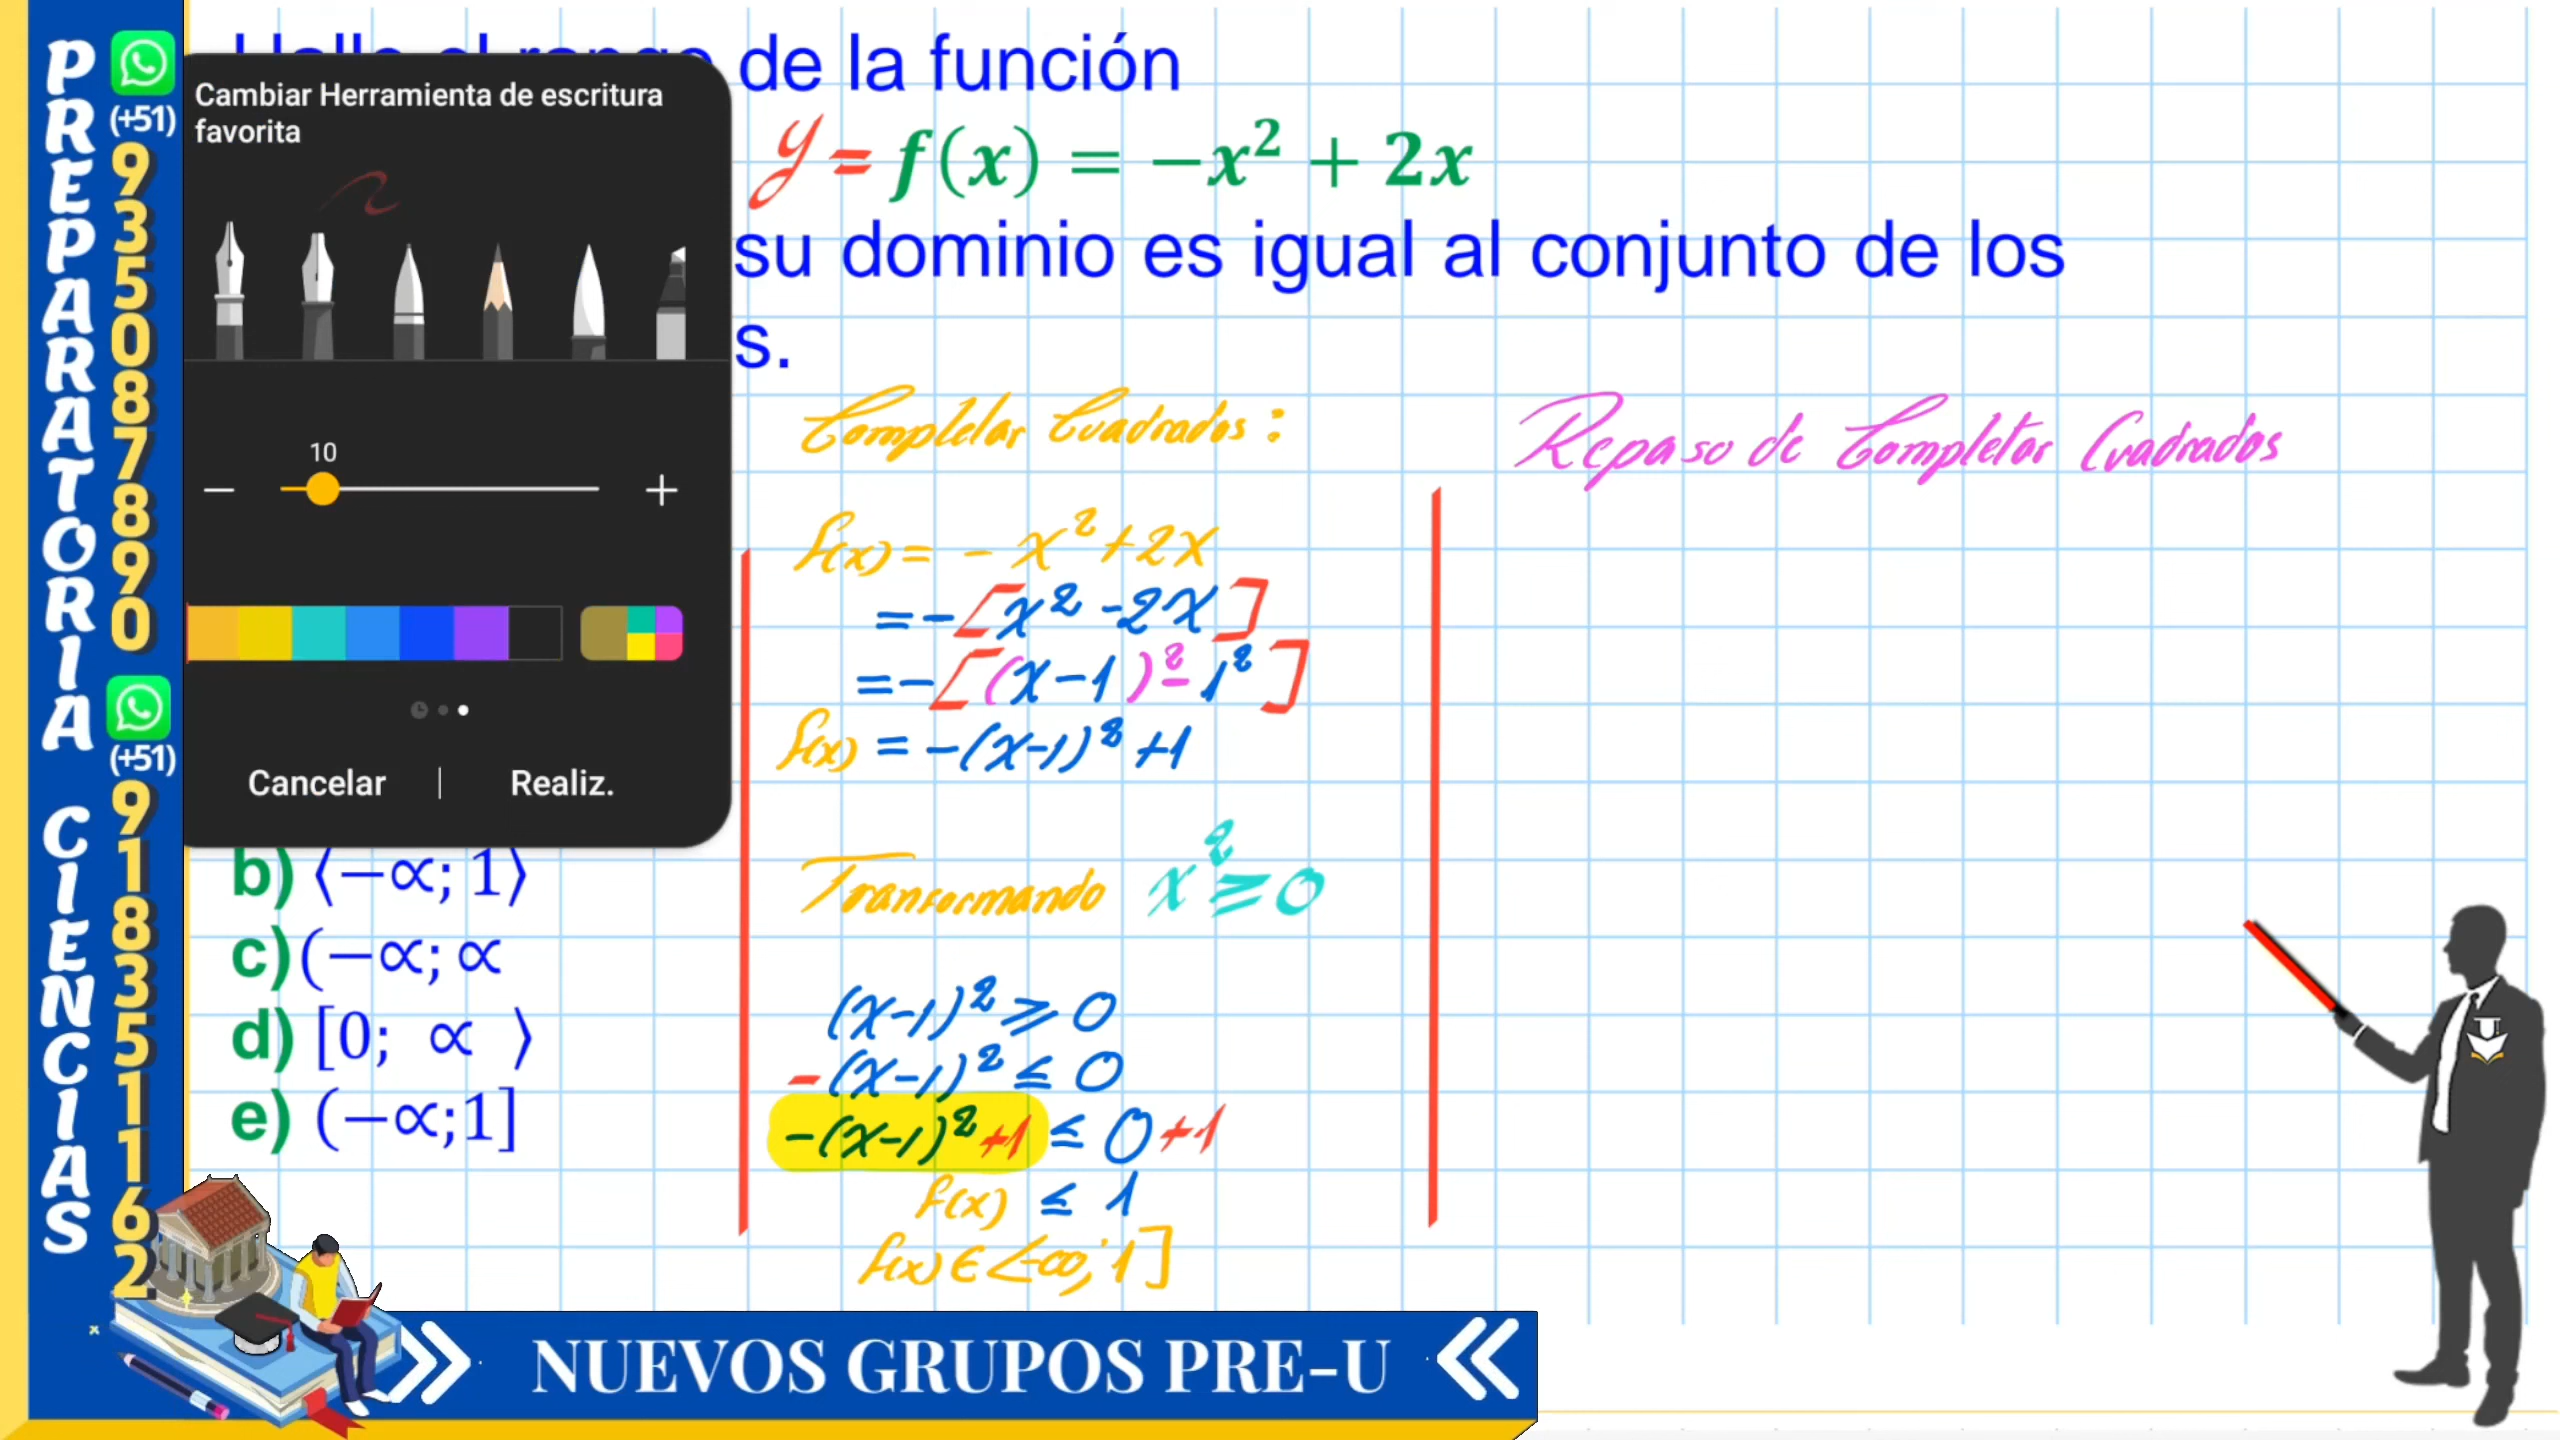 PREPARATORIA CIENCIAS
(+51)
935087890
(+51)
918351162
de la función
y = f(x) = −x² + 2x
su dominio es igual al conjunto de los
s.
Cambiar Herramienta de escritura
favorita
10
Cancelar | Realiz.
b) ⟨−∝; 1⟩
c) (−∝; ∝
d) [0; ∝ ⟩
e) (−∝;1]
Completar Cuadrados:
f(x) = - x²+2x
=-[x²-2x]
=-[(x-1)²-1²]
f(x) = -(x-1)²+1
Transformando x²≥0
(x-1)²≥0
-(x-1)²≤0
-(x-1)²+1 ≤ 0+1
f(x) ≤ 1
f(x)∈<-∞;1]
Repaso de Completar Cuadrados
NUEVOS GRUPOS PRE-U